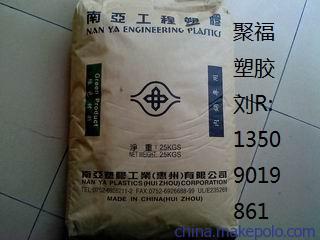 南亞工程塑膠
NAN YA ENGINEERING PLASTICS
Green Product
淨 重:25KGS
NET WEIGHT: 25KGS
南亞塑膠工業(惠州)有限公司
NAN YA PLASTICS(HUI ZHOU)CORPORATION
MADE IN CHINA(HUI ZHOU)
聚福
塑胶
刘R:
1350
9019
861
china.makepolo.com